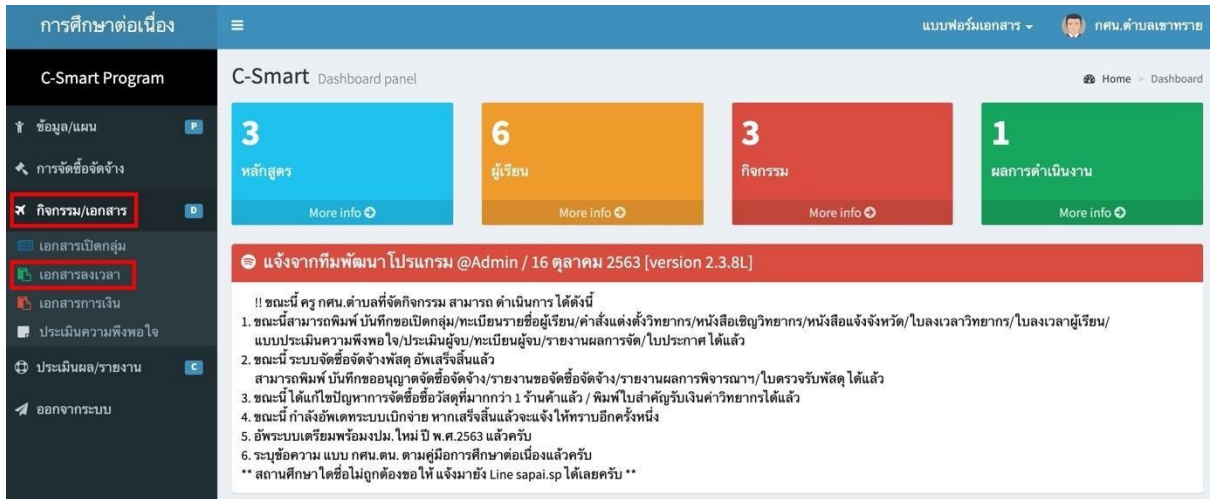 การศึกษาต่อเนื่อง
แบบฟอร์มเอกสาร
กศน.ตำบลเขาทราย
C-Smart Program
ข้อมูล/แผน P
การจัดซื้อจัดจ้าง
กิจกรรม/เอกสาร D
เอกสารเปิดกลุ่ม
เอกสารลงเวลา
เอกสารการเงิน
ประเมินความพึงพอใจ
ประเมินผล/รายงาน C
ออกจากระบบ
C-Smart Dashboard panel
Home > Dashboard
3
หลักสูตร
More info
6
ผู้เรียน
More info
3
กิจกรรม
More info
1
ผลการดำเนินงาน
More info
แจ้งจากทีมพัฒนาโปรแกรม @Admin / 16 ตุลาคม 2563 [version 2.3.8L]
!! ขณะนี้ ครู กศน.ตำบลที่จัดกิจกรรม สามารถ ดำเนินการ ได้ดังนี้
1. ขณะนี้สามารถพิมพ์ บันทึกขอเปิดกลุ่ม/ทะเบียนรายชื่อผู้เรียน/คำสั่งแต่งตั้งวิทยากร/หนังสือเชิญวิทยากร/หนังสือแจ้งจังหวัด/ใบลงเวลาวิทยากร/ใบลงเวลาผู้เรียน/
แบบประเมินความพึงพอใจ/ประเมินผู้จบ/ทะเบียนผู้จบ/รายงานผลการจัด/ใบประกาศ ได้แล้ว
2. ขณะนี้ ระบบจัดซื้อจัดจ้างพัสดุ อัพเสร็จสิ้นแล้ว
สามารถพิมพ์ บันทึกขออนุญาตจัดซื้อจัดจ้าง/รายงานขอจัดซื้อจัดจ้าง/รายงานผลการพิจารณาฯ/ใบตรวจรับพัสดุ ได้แล้ว
3. ขณะนี้ ได้แก้ไขปัญหาการจัดซื้อซื้อวัสดุที่มากกว่า 1 ร้านค้าแล้ว / พิมพ์ใบสำคัญรับเงินค่าวิทยากรได้แล้ว
4. ขณะนี้ กำลังอัพเดทระบบเบิกจ่าย หากเสร็จสิ้นแล้วจะแจ้งให้ทราบอีกครั้งหนึ่ง
5. อัพระบบเตรียมพร้อมงปม.ใหม่ ปี พ.ศ.2563 แล้วครับ
6. ระบุข้อความ แบบ กศน.ตน. ตามคู่มือการศึกษาต่อเนื่องแล้วครับ
** สถานศึกษาใดชื่อไม่ถูกต้องขอให้ แจ้งมายัง Line sapai.sp ได้เลยครับ **